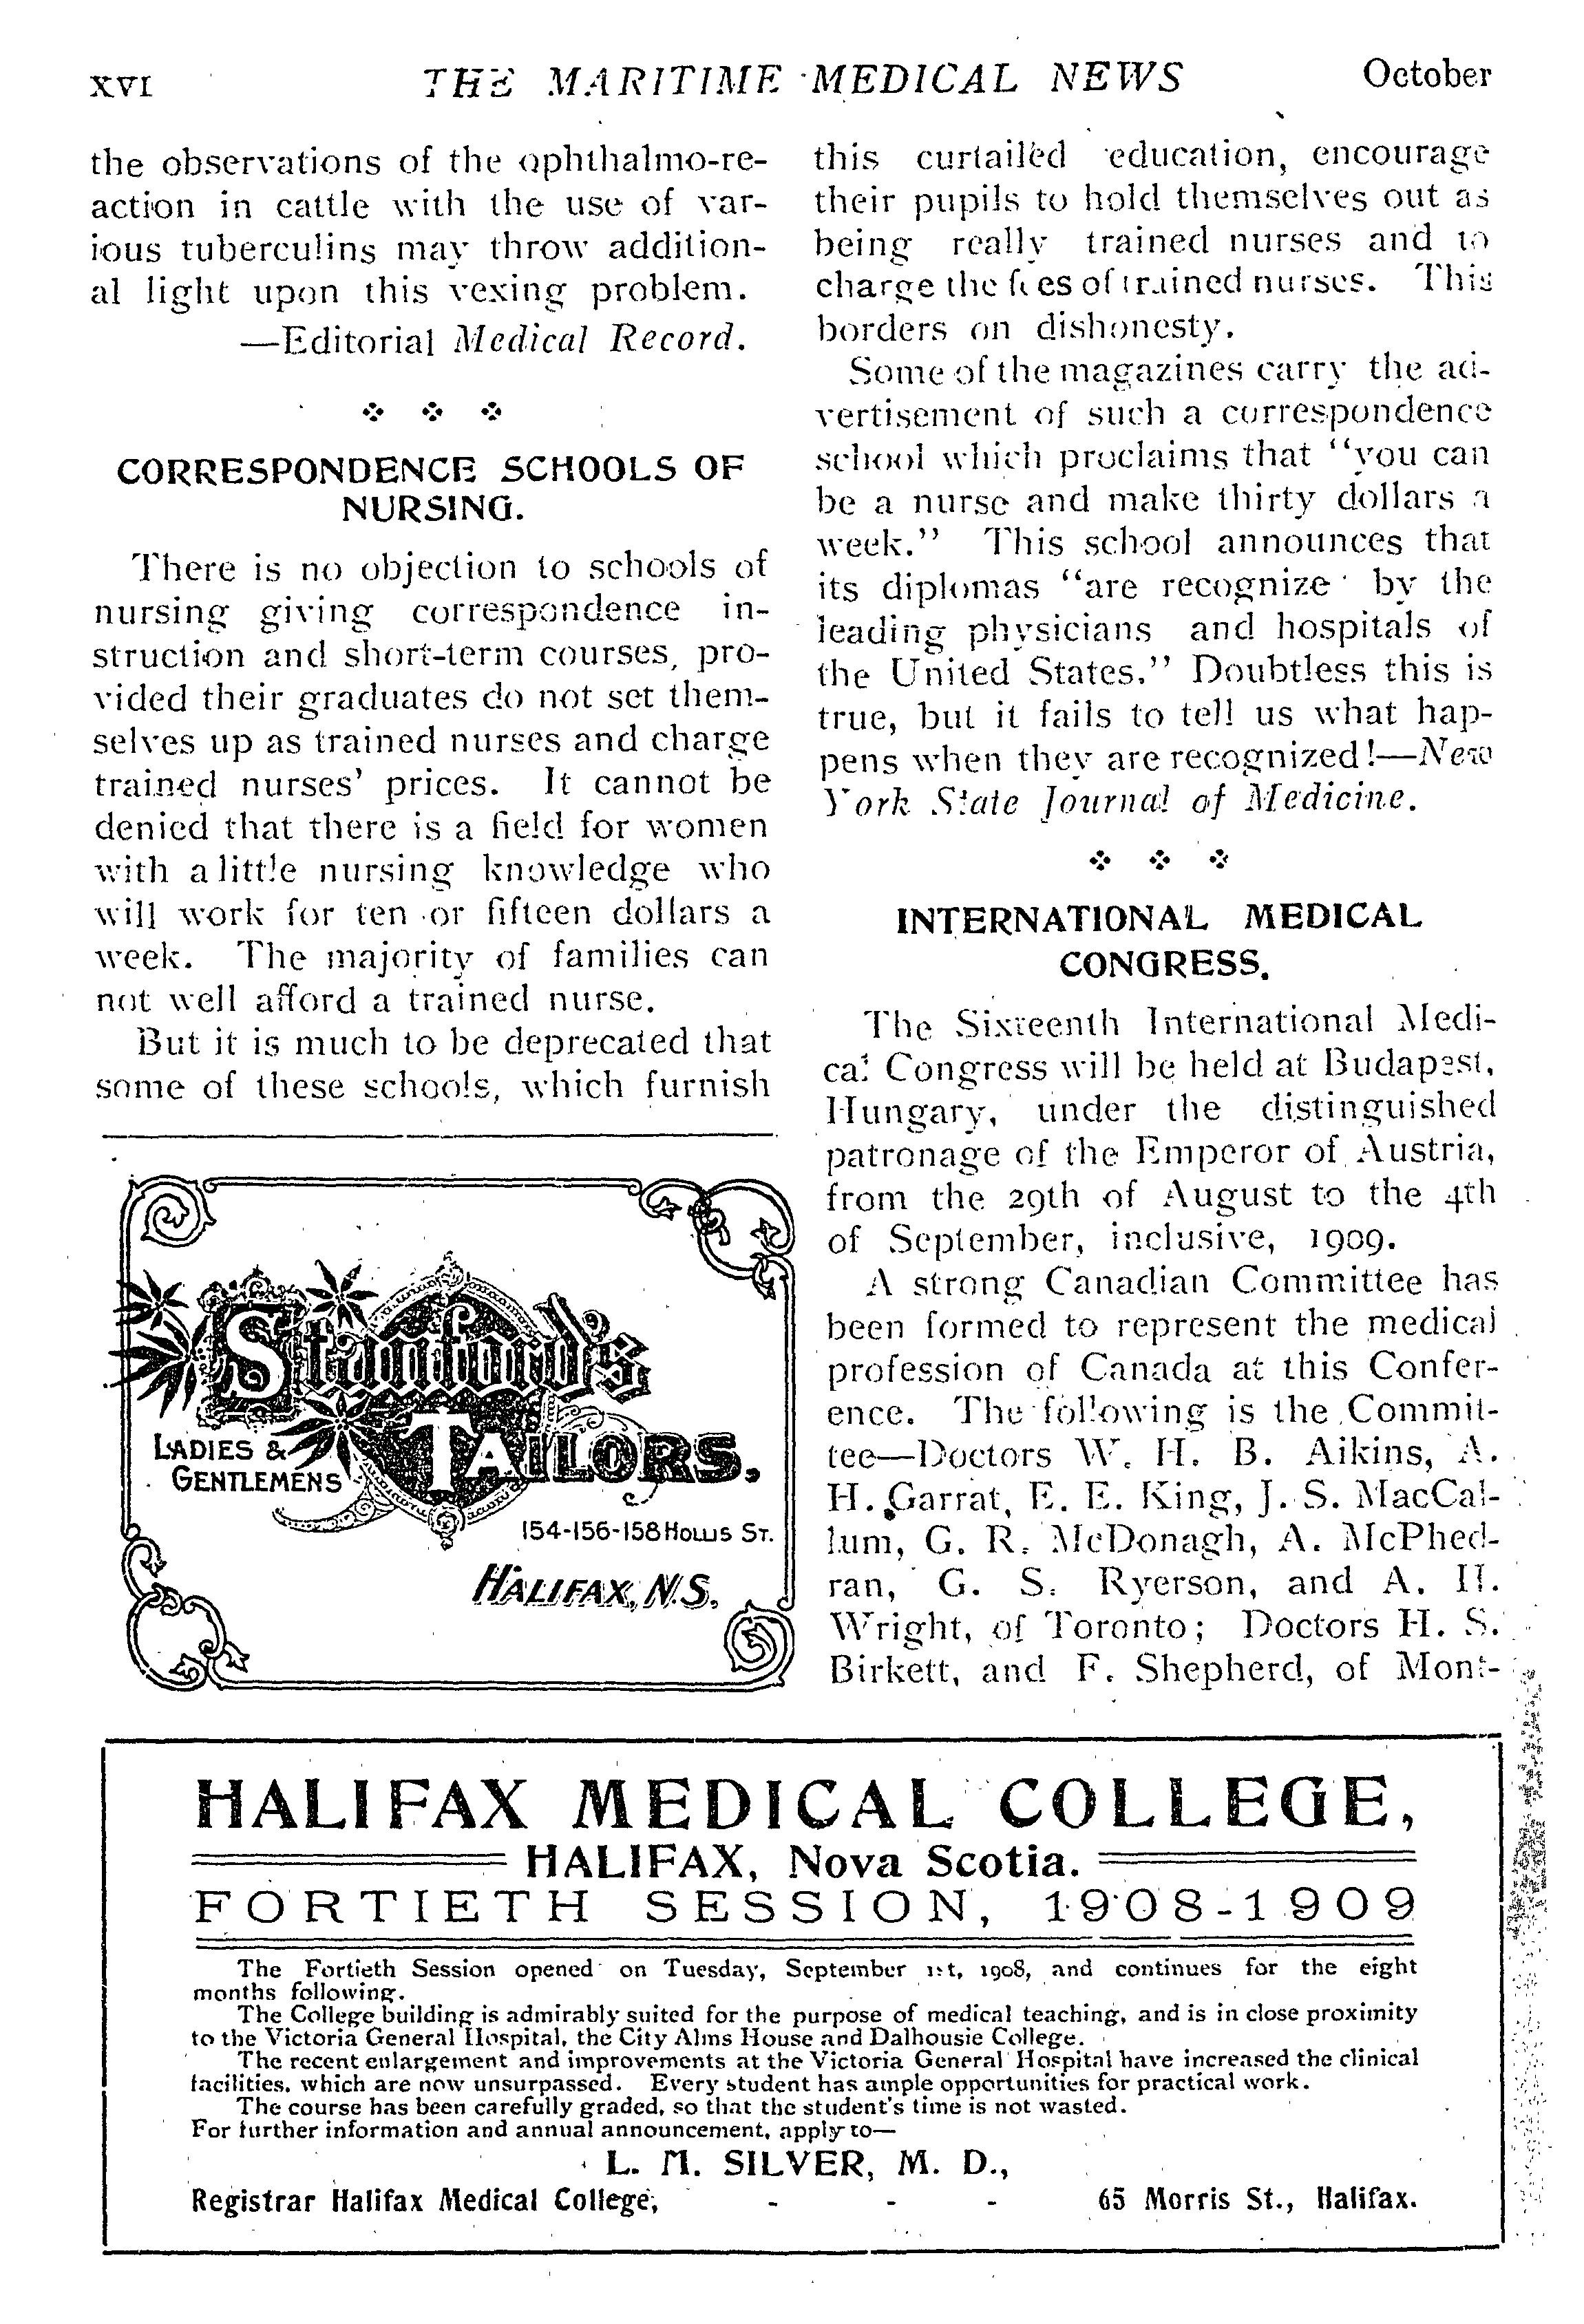 XVI THE MARITIME MEDICAL NEWS October
the observations of the ophthalmo-re-
action in cattle with the use of var-
ious tuberculins may throw addition-
al light upon this vexing problem.
—Editorial Medical Record.
CORRESPONDENCE SCHOOLS OF
NURSING.
There is no objection to schools of
nursing giving correspondence in-
struction and short-term courses, pro-
vided their graduates do not set them-
selves up as trained nurses and charge
trained nurses' prices. It cannot be
denied that there is a field for women
with a little nursing knowledge who
will work for ten or fifteen dollars a
week. The majority of families can
not well afford a trained nurse.
But it is much to be deprecated that
some of these schools, which furnish
Stanford's
TAILORS.
LADIES &
GENTLEMENS
154-156-158 HOLLIS ST.
HALIFAX, N.S.
this curtailed education, encourage
their pupils to hold themselves out as
being really trained nurses and to
charge the fees of trained nurses. This
borders on dishonesty.
Some of the magazines carry the ad-
vertisement of such a correspondence
school which proclaims that "you can
be a nurse and make thirty dollars a
week." This school announces that
its diplomas "are recognize by the
leading physicians and hospitals of
the United States." Doubtless this is
true, but it fails to tell us what hap-
pens when they are recognized!—New
York State Journal of Medicine.
INTERNATIONAL MEDICAL
CONGRESS.
The Sixteenth International Medi-
cal Congress will be held at Budapest,
Hungary, under the distinguished
patronage of the Emperor of Austria,
from the 29th of August to the 4th
of September, inclusive, 1909.
A strong Canadian Committee has
been formed to represent the medical
profession of Canada at this Confer-
ence. The following is the Commit-
tee—Doctors W. H. B. Aikins, A.
H. Garrat, E. E. King, J. S. MacCal-
lum, G. R. McDonagh, A. McPhed-
ran, G. S. Ryerson, and A. H.
Wright, of Toronto; Doctors H. S.
Birkett, and F. Shepherd, of Mont-
HALIFAX MEDICAL COLLEGE,
HALIFAX, Nova Scotia.
FORTIETH SESSION, 1908-1909
The Fortieth Session opened on Tuesday, September 1st, 1908, and continues for the eight
months following.
The College building is admirably suited for the purpose of medical teaching, and is in close proximity
to the Victoria General Hospital, the City Alms House and Dalhousie College.
The recent enlargement and improvements at the Victoria General Hospital have increased the clinical
facilities, which are now unsurpassed. Every student has ample opportunities for practical work.
The course has been carefully graded, so that the student's time is not wasted.
For further information and annual announcement, apply to—
L. M. SILVER, M. D.,
Registrar Halifax Medical College, - - - 65 Morris St., Halifax.